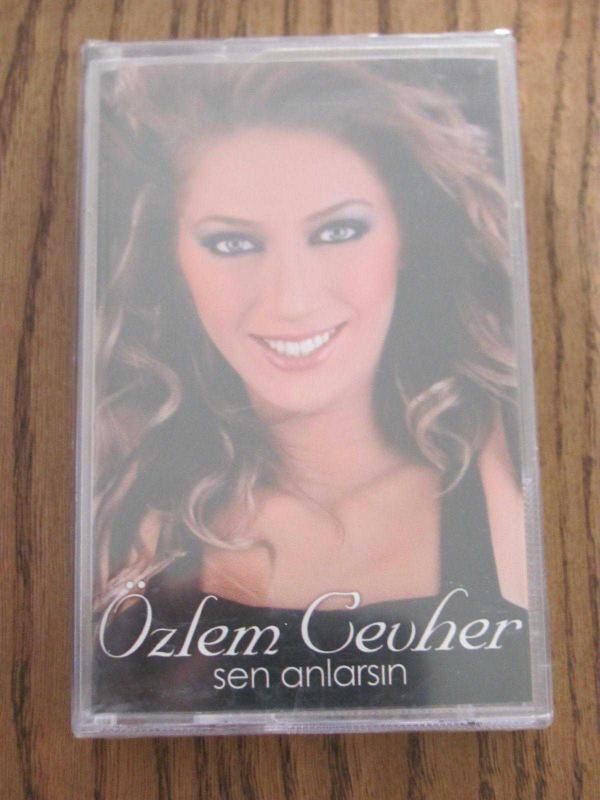 Özlem Cevher
sen anlarsın